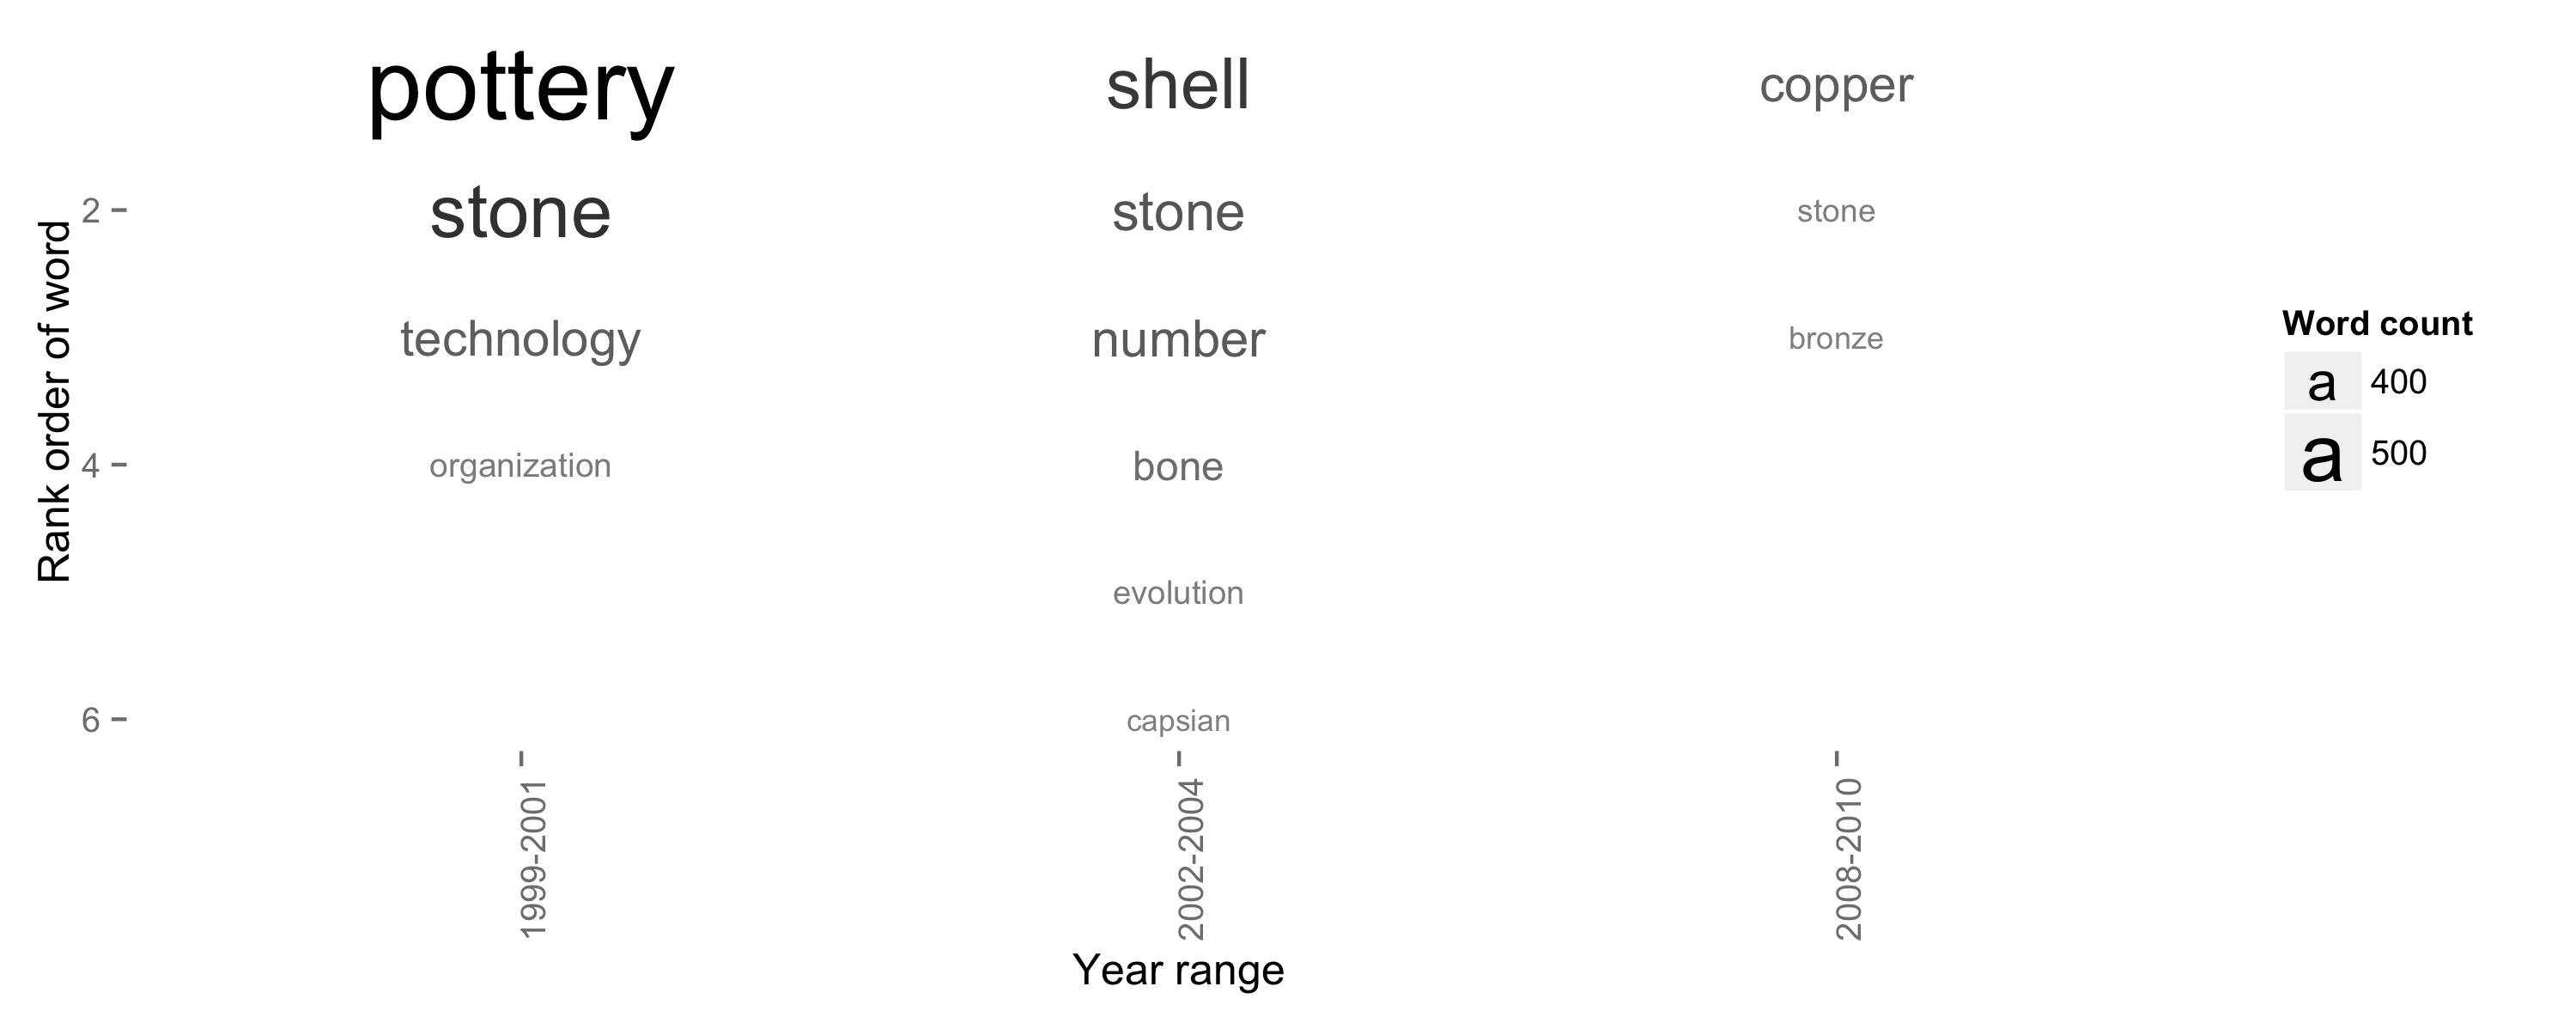 pottery shell copper
2 stone stone stone
technology number bronze
4 organization bone
evolution
6 capsian
1999-2001 2002-2004 2008-2010
Year range
Rank order of word
Word count
a 400
a 500